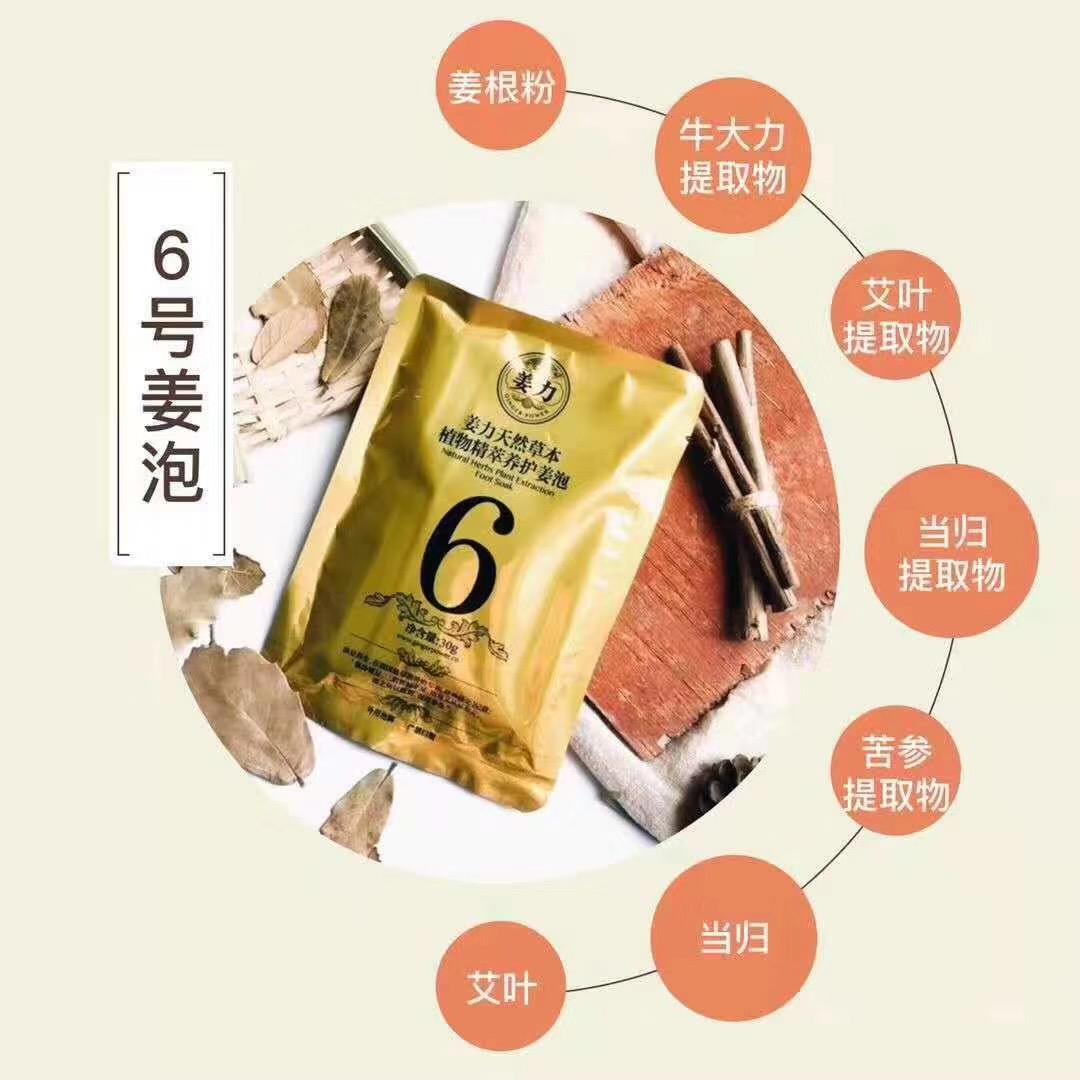 6号姜泡
姜根粉
牛大力
提取物
艾叶
提取物
当归
提取物
苦参
提取物
当归
艾叶
姜力
GINGER POWER
姜力天然草本
植物精萃养护姜泡
Natural Herbs Plant Extraction
Foot Soak
6
净含量:30g
www.gingerpower.cn